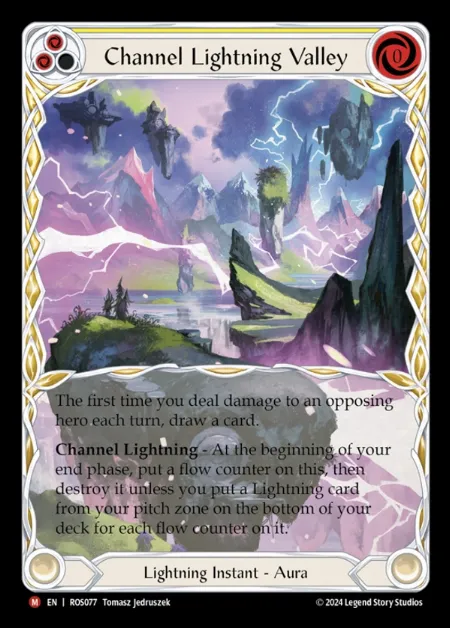 Channel Lightning Valley
0
The first time you deal damage to an opposing
hero each turn, draw a card.
Channel Lightning - At the beginning of your
end phase, put a flow counter on this, then
destroy it unless you put a Lightning card
from your pitch zone on the bottom of your
deck for each flow counter on it.
Lightning Instant - Aura
M EN | ROS077 Tomasz Jedruszek © 2024 Legend Story Studios